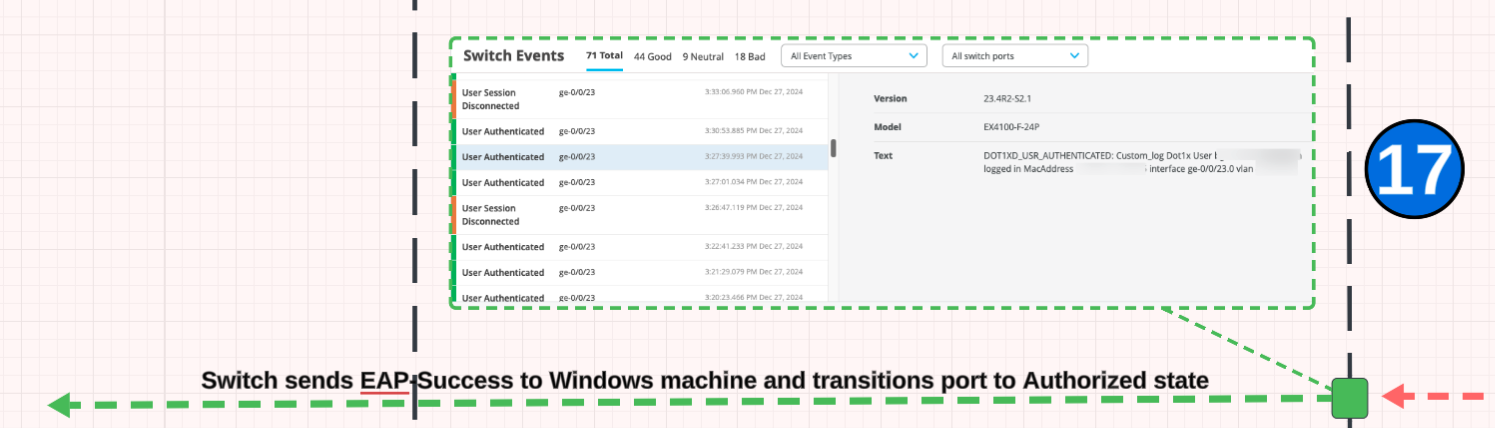 Switch Events 71 Total 44 Good 9 Neutral 18 Bad All Event Types All switch ports
User Session ge-0/0/23 3:33:06.960 PM Dec 27, 2024
Disconnected
User Authenticated ge-0/0/23 3:30:53.885 PM Dec 27, 2024
User Authenticated ge-0/0/23 3:27:39.993 PM Dec 27, 2024
User Authenticated ge-0/0/23 3:27:01.034 PM Dec 27, 2024
User Session ge-0/0/23 3:26:47.119 PM Dec 27, 2024
Disconnected
User Authenticated ge-0/0/23 3:22:41.233 PM Dec 27, 2024
User Authenticated ge-0/0/23 3:21:29.079 PM Dec 27, 2024
User Authenticated ge-0/0/23 3:20:23.466 PM Dec 27, 2024
Version 23.4R2-S2.1
Model EX4100-F-24P
Text DOT1XD_USR_AUTHENTICATED: Custom_log Dot1x User
logged in MacAddress interface ge-0/0/23.0 vlan
17
Switch sends EAP-Success to Windows machine and transitions port to Authorized state